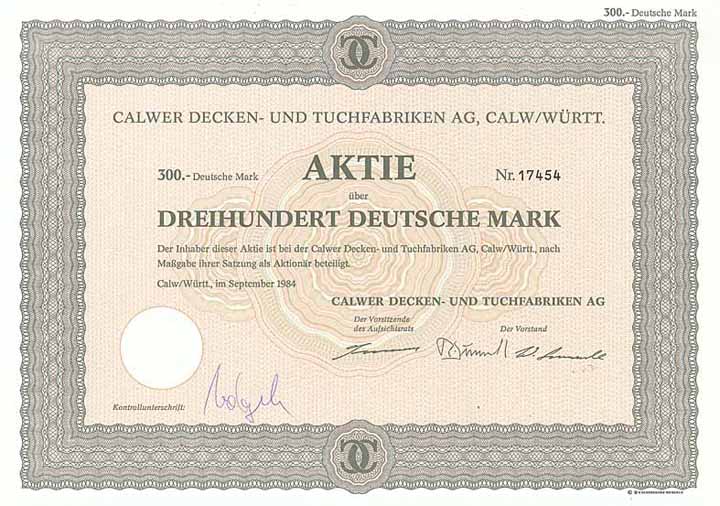 300.- Deutsche Mark
CALWER DECKEN- UND TUCHFABRIKEN AG, CALW/WÜRTT.
300.- Deutsche Mark AKTIE Nr. 17454
über
DREIHUNDERT DEUTSCHE MARK
Der Inhaber dieser Aktie ist bei der Calwer Decken- und Tuchfabriken AG, Calw/Württ., nach
Maßgabe ihrer Satzung als Aktionär beteiligt.
Calw/Württ., im September 1984
CALWER DECKEN- UND TUCHFABRIKEN AG
Der Vorsitzende
des Aufsichtsrats
Der Vorstand
Kontrollunterschrift: